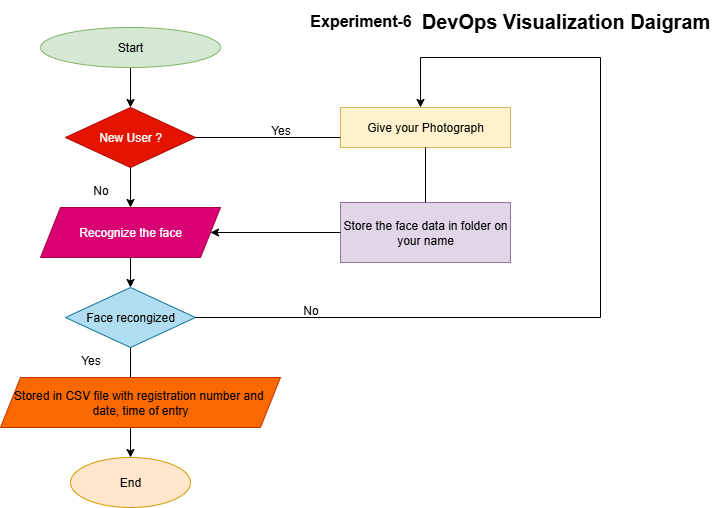 Experiment-6 DevOps Visualization Daigram
Start
New User ?
Yes
Give your Photograph
No
Recognize the face
Store the face data in folder on
your name
Face recongized
No
Yes
Stored in CSV file with registration number and
date, time of entry
End